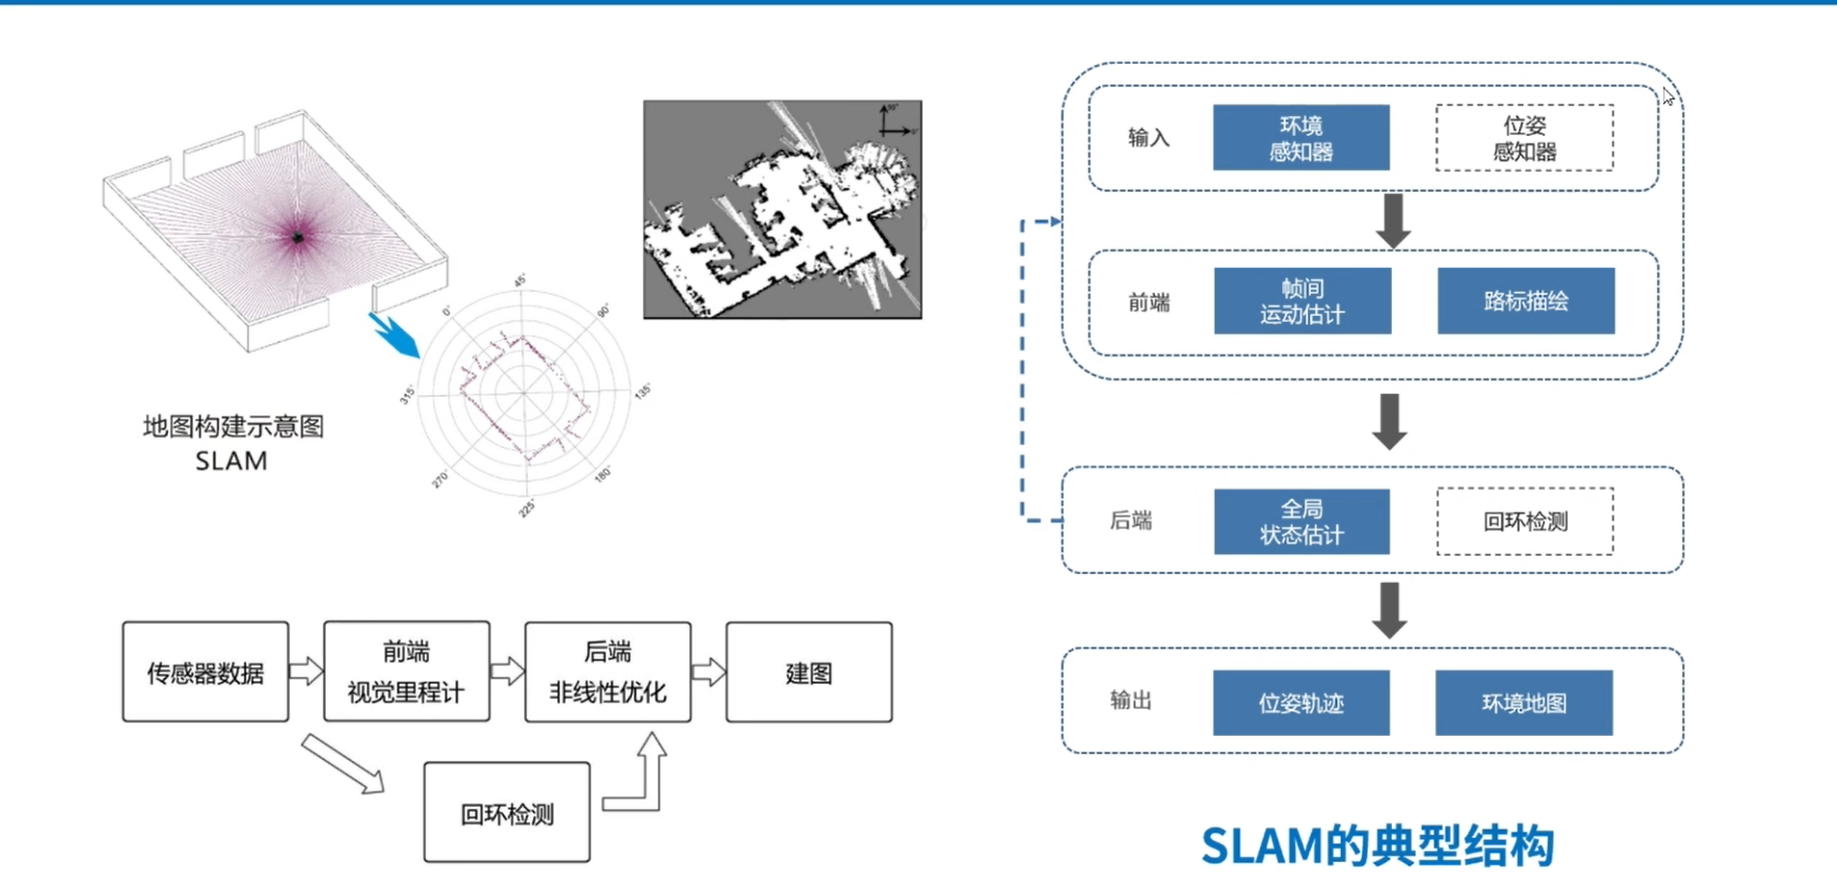 90°
0°
地图构建示意图
SLAM
0°
45°
90°
135°
180°
225°
270°
315°
传感器数据
前端
视觉里程计
后端
非线性优化
建图
回环检测
输入
环境
感知器
位姿
感知器
前端
帧间
运动估计
路标描绘
后端
全局
状态估计
回环检测
输出
位姿轨迹
环境地图
SLAM的典型结构